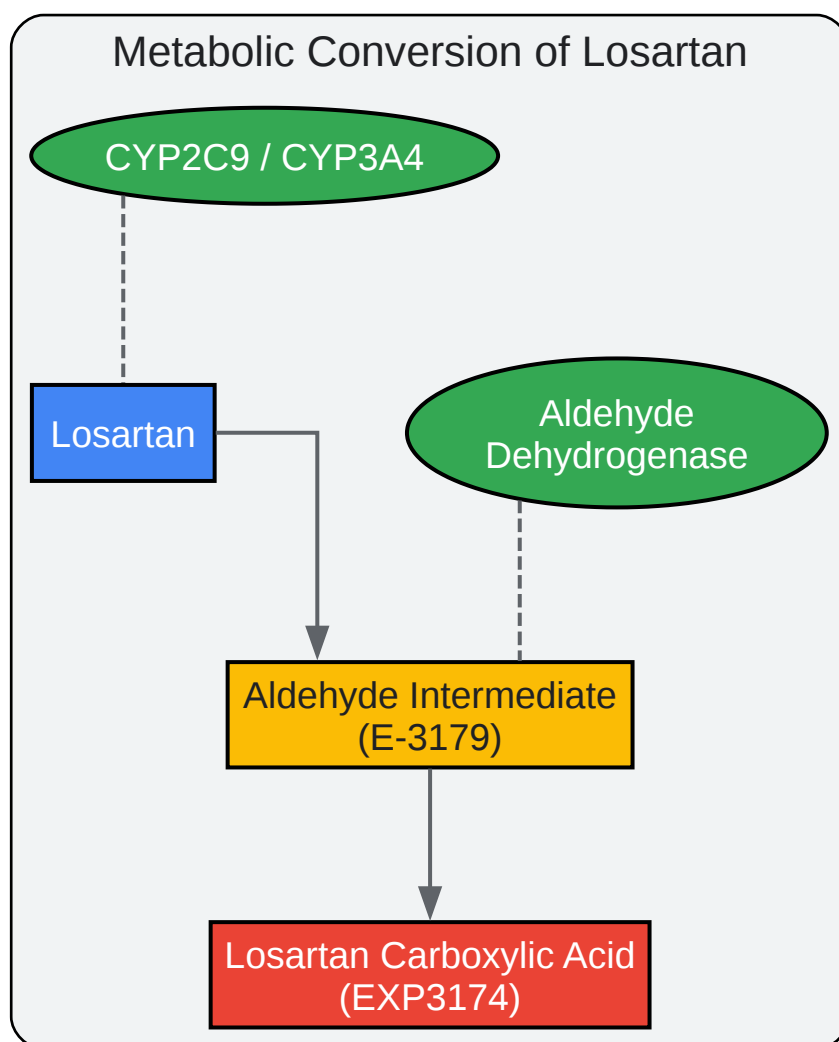 Metabolic Conversion of Losartan
CYP2C9 / CYP3A4
Losartan
Aldehyde
Dehydrogenase
Aldehyde Intermediate
(E-3179)
Losartan Carboxylic Acid
(EXP3174)